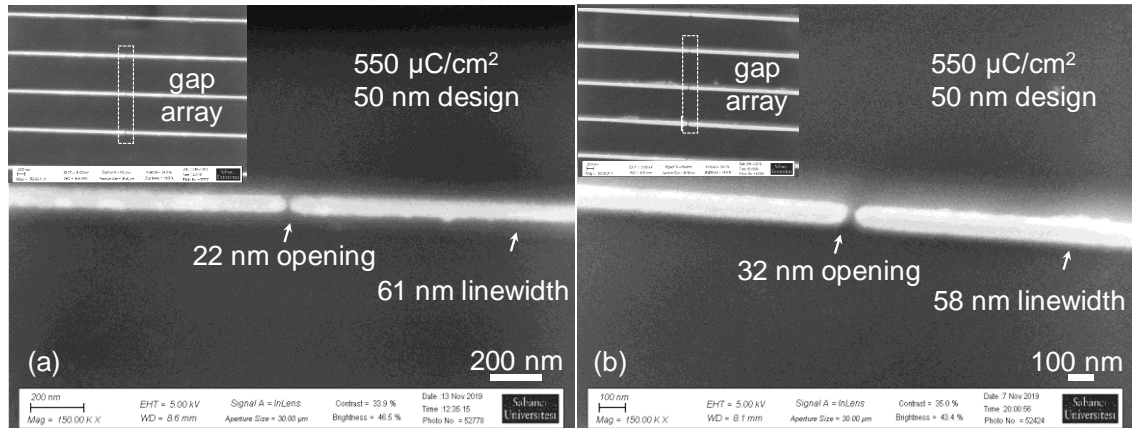 gap
array
550 µC/cm²
50 nm design
22 nm opening
61 nm linewidth
(a)
200 nm
200 nm
Mag = 150.00 K X
EHT = 5.00 kV
WD = 8.6 mm
Signal A = InLens
Aperture Size = 30.00 µm
Contrast = 33.9 %
Brightness = 46.5 %
Date :13 Nov 2019
Time :12:35:15
Photo No. = 52778
Sabancı
Universitesi
gap
array
550 µC/cm²
50 nm design
32 nm opening
58 nm linewidth
(b)
100 nm
100 nm
Mag = 150.00 K X
EHT = 5.00 kV
WD = 8.1 mm
Signal A = InLens
Aperture Size = 30.00 µm
Contrast = 35.0 %
Brightness = 43.4 %
Date :7 Nov 2019
Time :20:00:56
Photo No. = 52424
Sabancı
Universitesi